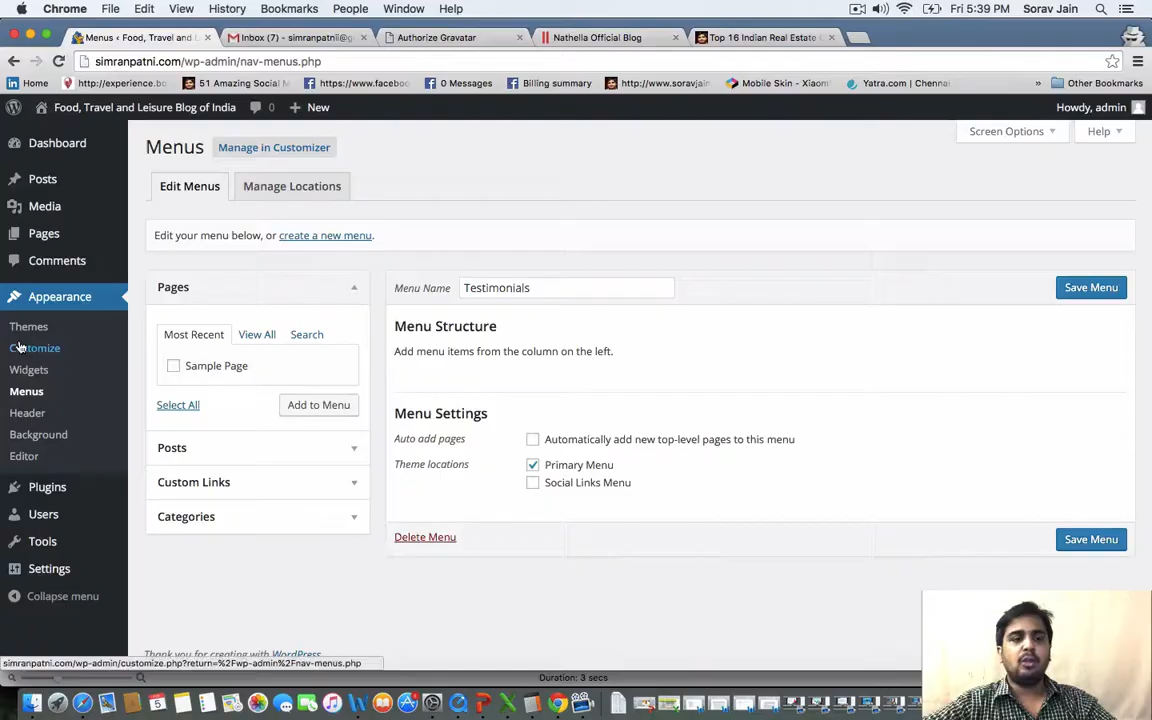 Chrome File Edit View History Bookmarks People Window Help Fri 5:39 PM Sorav Jain
Menus ‹ Food, Travel and L Inbox (7) - simranpatnii@g Authorize Gravatar Nathella Official Blog Top 16 Indian Real Estate C
simranpatni.com/wp-admin/nav-menus.php
Home http://experience.bo 51 Amazing Social M https://www.faceboo 0 Messages Billing summary http://www.soravjain Mobile Skin - Xiaom Yatra.com | Chennai » Other Bookmarks
Food, Travel and Leisure Blog of India 0 New Howdy, admin
Screen Options Help
Dashboard
Posts
Media
Pages
Comments
Appearance
Themes
Customize
Widgets
Menus
Header
Background
Editor
Plugins
Users
Tools
Settings
Collapse menu
Menus Manage in Customizer
Edit Menus Manage Locations
Edit your menu below, or create a new menu.
Pages
Most Recent View All Search
Sample Page
Select All Add to Menu
Posts
Custom Links
Categories
Menu Name Testimonials Save Menu
Menu Structure
Add menu items from the column on the left.
Menu Settings
Auto add pages Automatically add new top-level pages to this menu
Theme locations Primary Menu
Social Links Menu
Delete Menu Save Menu
Thank you for creating with WordPress
simranpatni.com/wp-admin/customize.php?return=%2Fwp-admin%2Fnav-menus.php
Duration: 3 secs